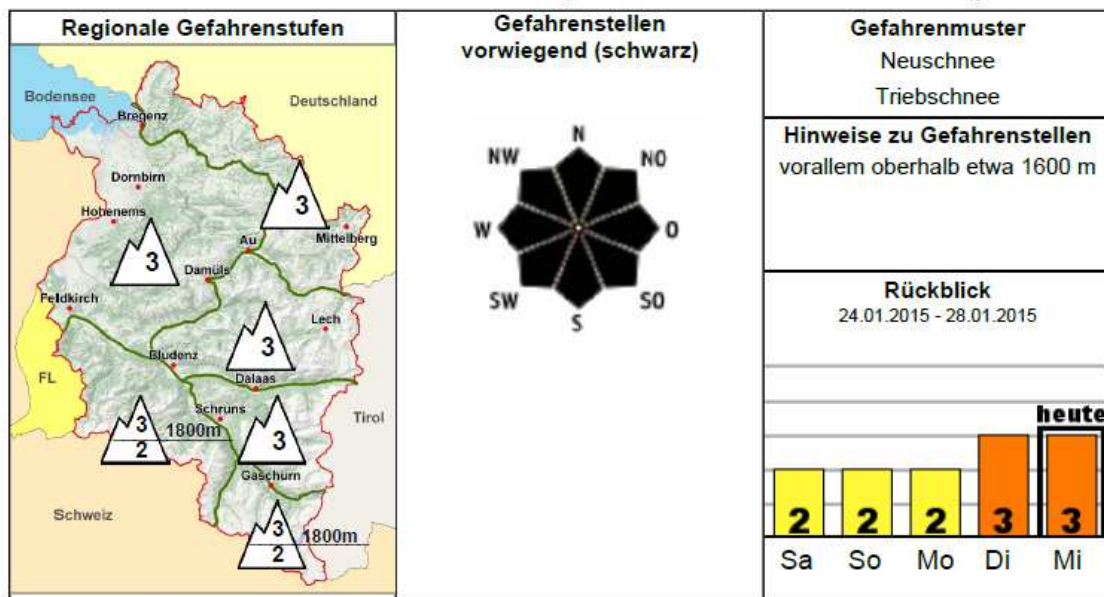 Regionale Gefahrenstufen
Bodensee
Deutschland
Bregenz
Dornbirn
3
Hohenems
Mittelberg
Au
3
Damüls
Feldkirch
Lech
3
Bludenz
FL
Dalaas
Schruns
Tirol
3
1800m
2
3
Gaschurn
Schweiz
3
1800m
2
Gefahrenstellen
vorwiegend (schwarz)
N
NW
NO
W
O
SW
SO
S
Gefahrenmuster
Neuschnee
Triebschnee
Hinweise zu Gefahrenstellen
vorallem oberhalb etwa 1600 m
Rückblick
24.01.2015 - 28.01.2015
heute
2 2 2 3 3
Sa So Mo Di Mi